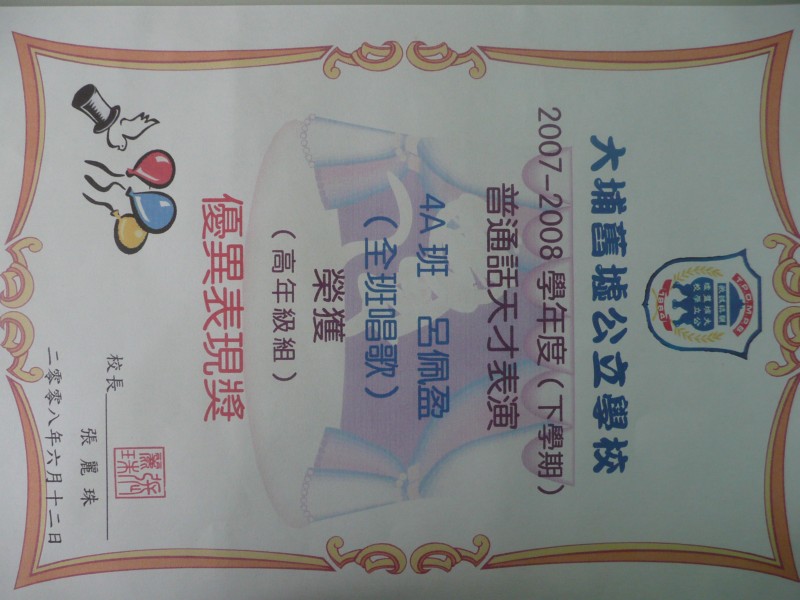 大埔舊墟公立學校
2007-2008 學年度（下學期）
普通話天才表演
4A班 呂佩盈
（全班唱歌）
榮獲
（高年級組）
優異表現獎
校長
張麗珠
二零零八年六月十二日